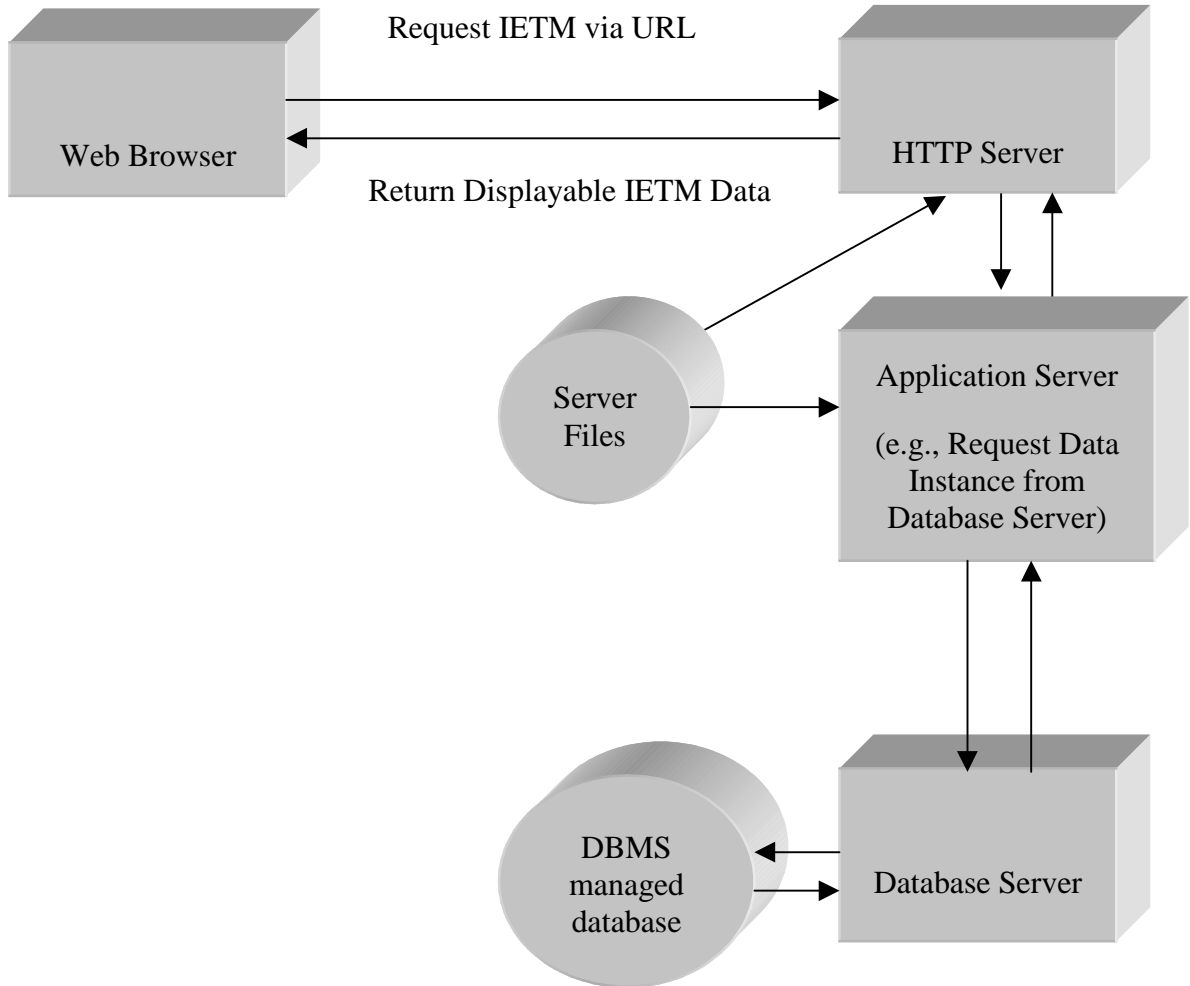 Request IETM via URL
Web Browser
HTTP Server
Return Displayable IETM Data
Server
Files
Application Server
(e.g., Request Data
Instance from
Database Server)
DBMS
managed
database
Database Server